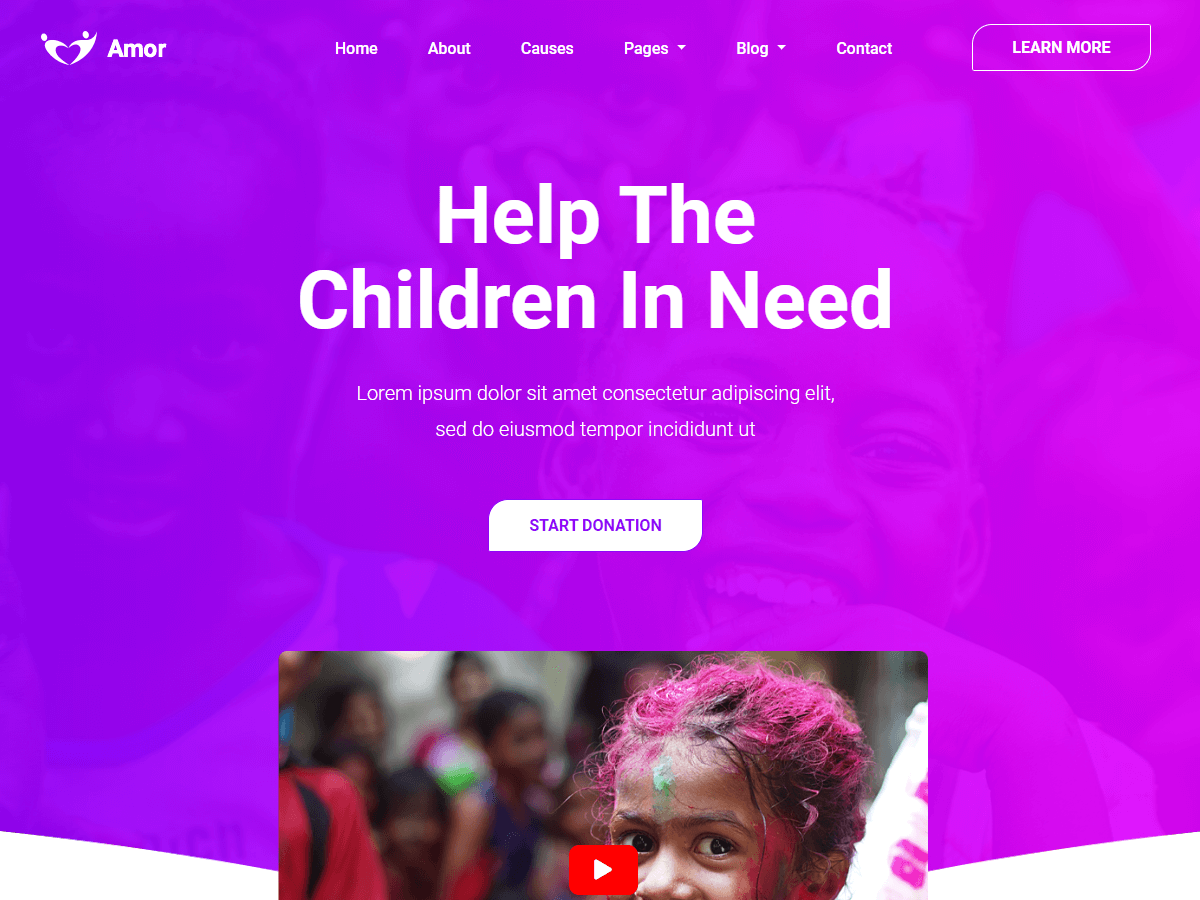 Amor
Home About Causes Pages Blog Contact
LEARN MORE
Help The
Children In Need
Lorem ipsum dolor sit amet consectetur adipiscing elit,
sed do eiusmod tempor incididunt ut
START DONATION